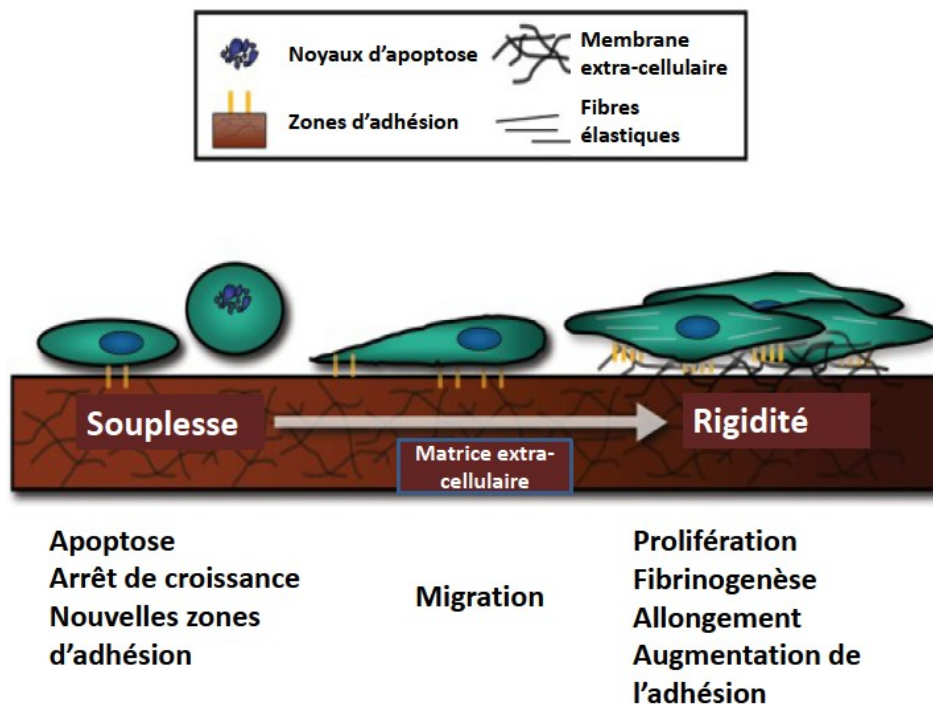 Noyaux d'apoptose
Membrane
extra-cellulaire
Zones d'adhésion
Fibres
élastiques
Souplesse
Rigidité
Matrice extra-
cellulaire
Apoptose
Arrêt de croissance
Nouvelles zones
d'adhésion
Migration
Prolifération
Fibrinogenèse
Allongement
Augmentation de
l'adhésion